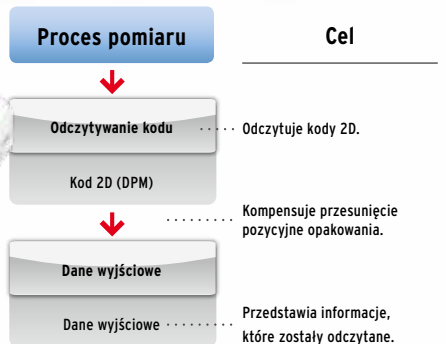 Proces pomiaru
Cel
Odczytywanie kodu
Odczytuje kody 2D.
Kod 2D (DPM)
Kompensuje przesunięcie
pozycyjne opakowania.
Dane wyjściowe
Dane wyjściowe
Przedstawia informacje,
które zostały odczytane.